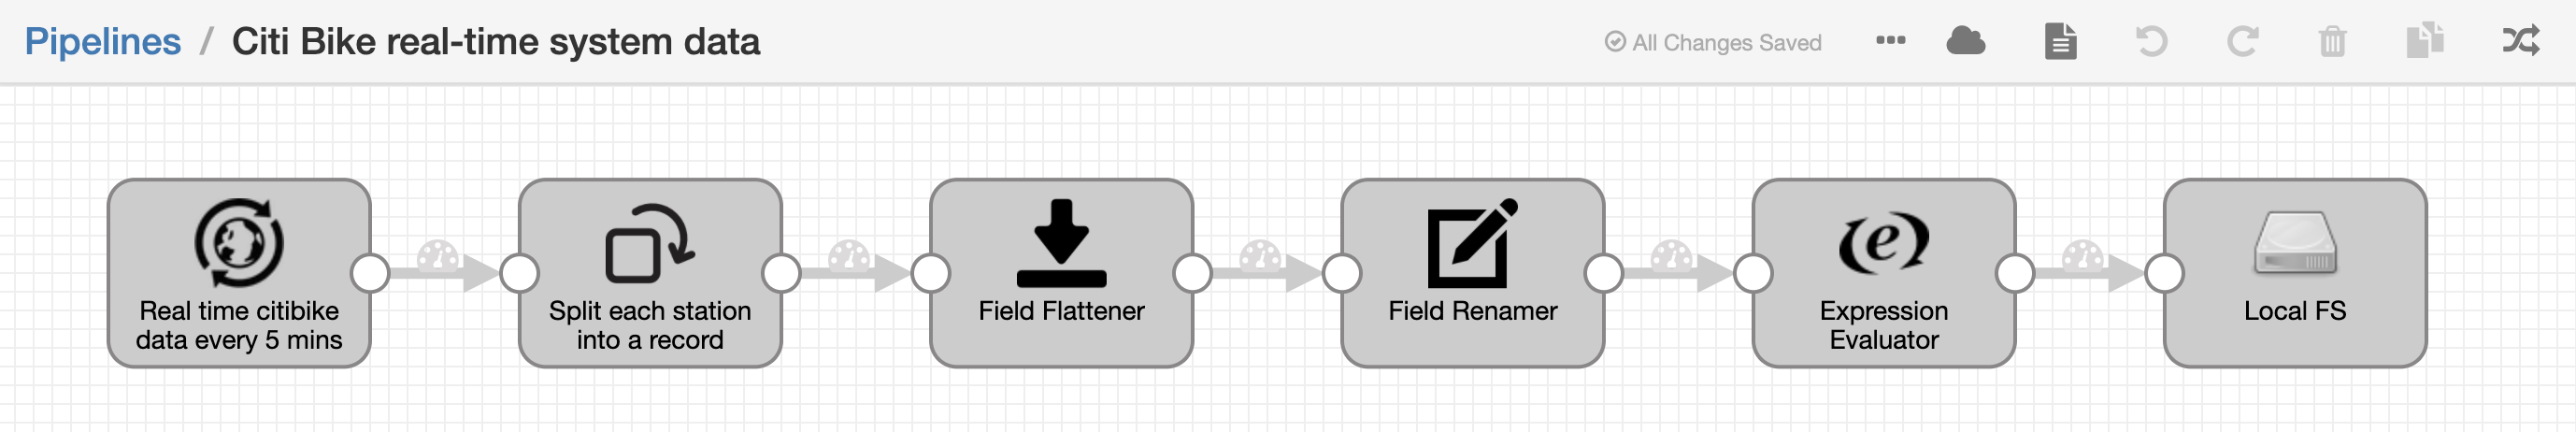 Pipelines / Citi Bike real-time system data
All Changes Saved
Real time citibike
data every 5 mins
Split each station
into a record
Field Flattener
Field Renamer
Expression
Evaluator
Local FS